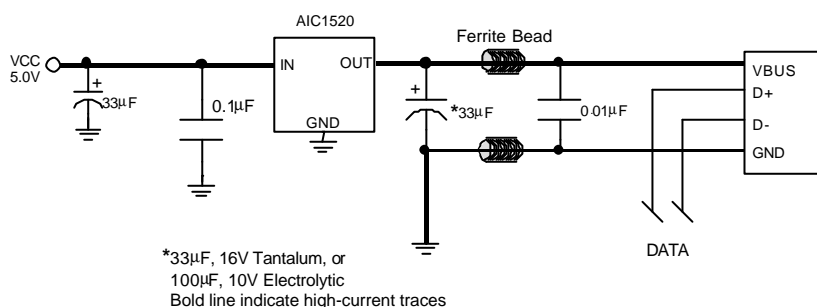 AIC1520
Ferrite Bead
VCC
5.0V
IN
OUT
GND
+
33µF
0.1µF
+
*33µF
0.01µF
VBUS
D+
D-
GND
DATA
*33µF, 16V Tantalum, or
100µF, 10V Electrolytic
Bold line indicate high-current traces